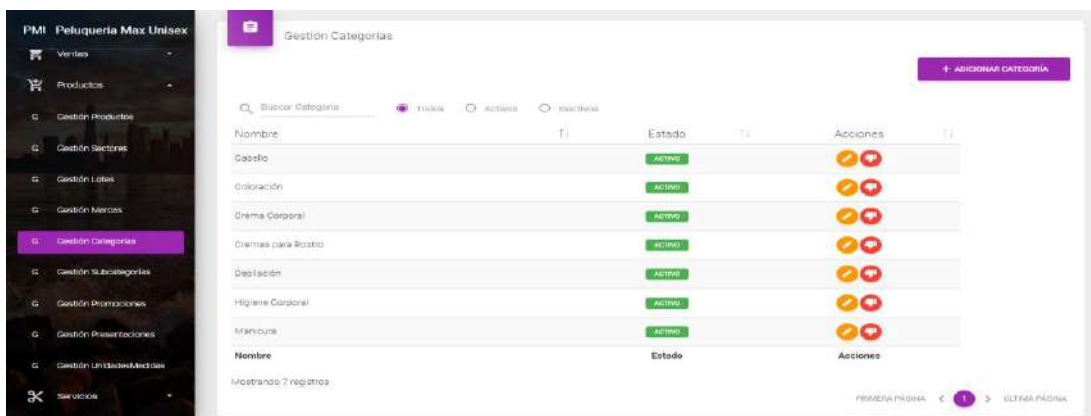 PMI Peluquería Max Unisex
Ventas
Productos
G Gestión Productos
G Gestión Sectores
G Gestión Lotes
G Gestión Marcas
G Gestión Categorías
G Gestión Subcategorías
G Gestión Promociones
G Gestión Presentaciones
G Gestión UnidadesMedidas
Servicios
Gestión Categorías
+ ADICIONAR CATEGORÍA
Buscar Categoria
Todos Activos Inactivos
Nombre Estado Acciones
Cabello ACTIVO
Coloración ACTIVO
Crema Corporal ACTIVO
Cremas para Rostro ACTIVO
Depilación ACTIVO
Higiene Corporal ACTIVO
Manicura ACTIVO
Nombre Estado Acciones
Mostrando 7 registros
PRIMERA PÁGINA < 1 > ÚLTIMA PÁGINA